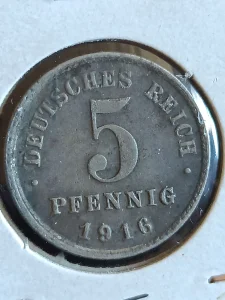 · DEUTSCHES REICH ·
5
PFENNIG
1916